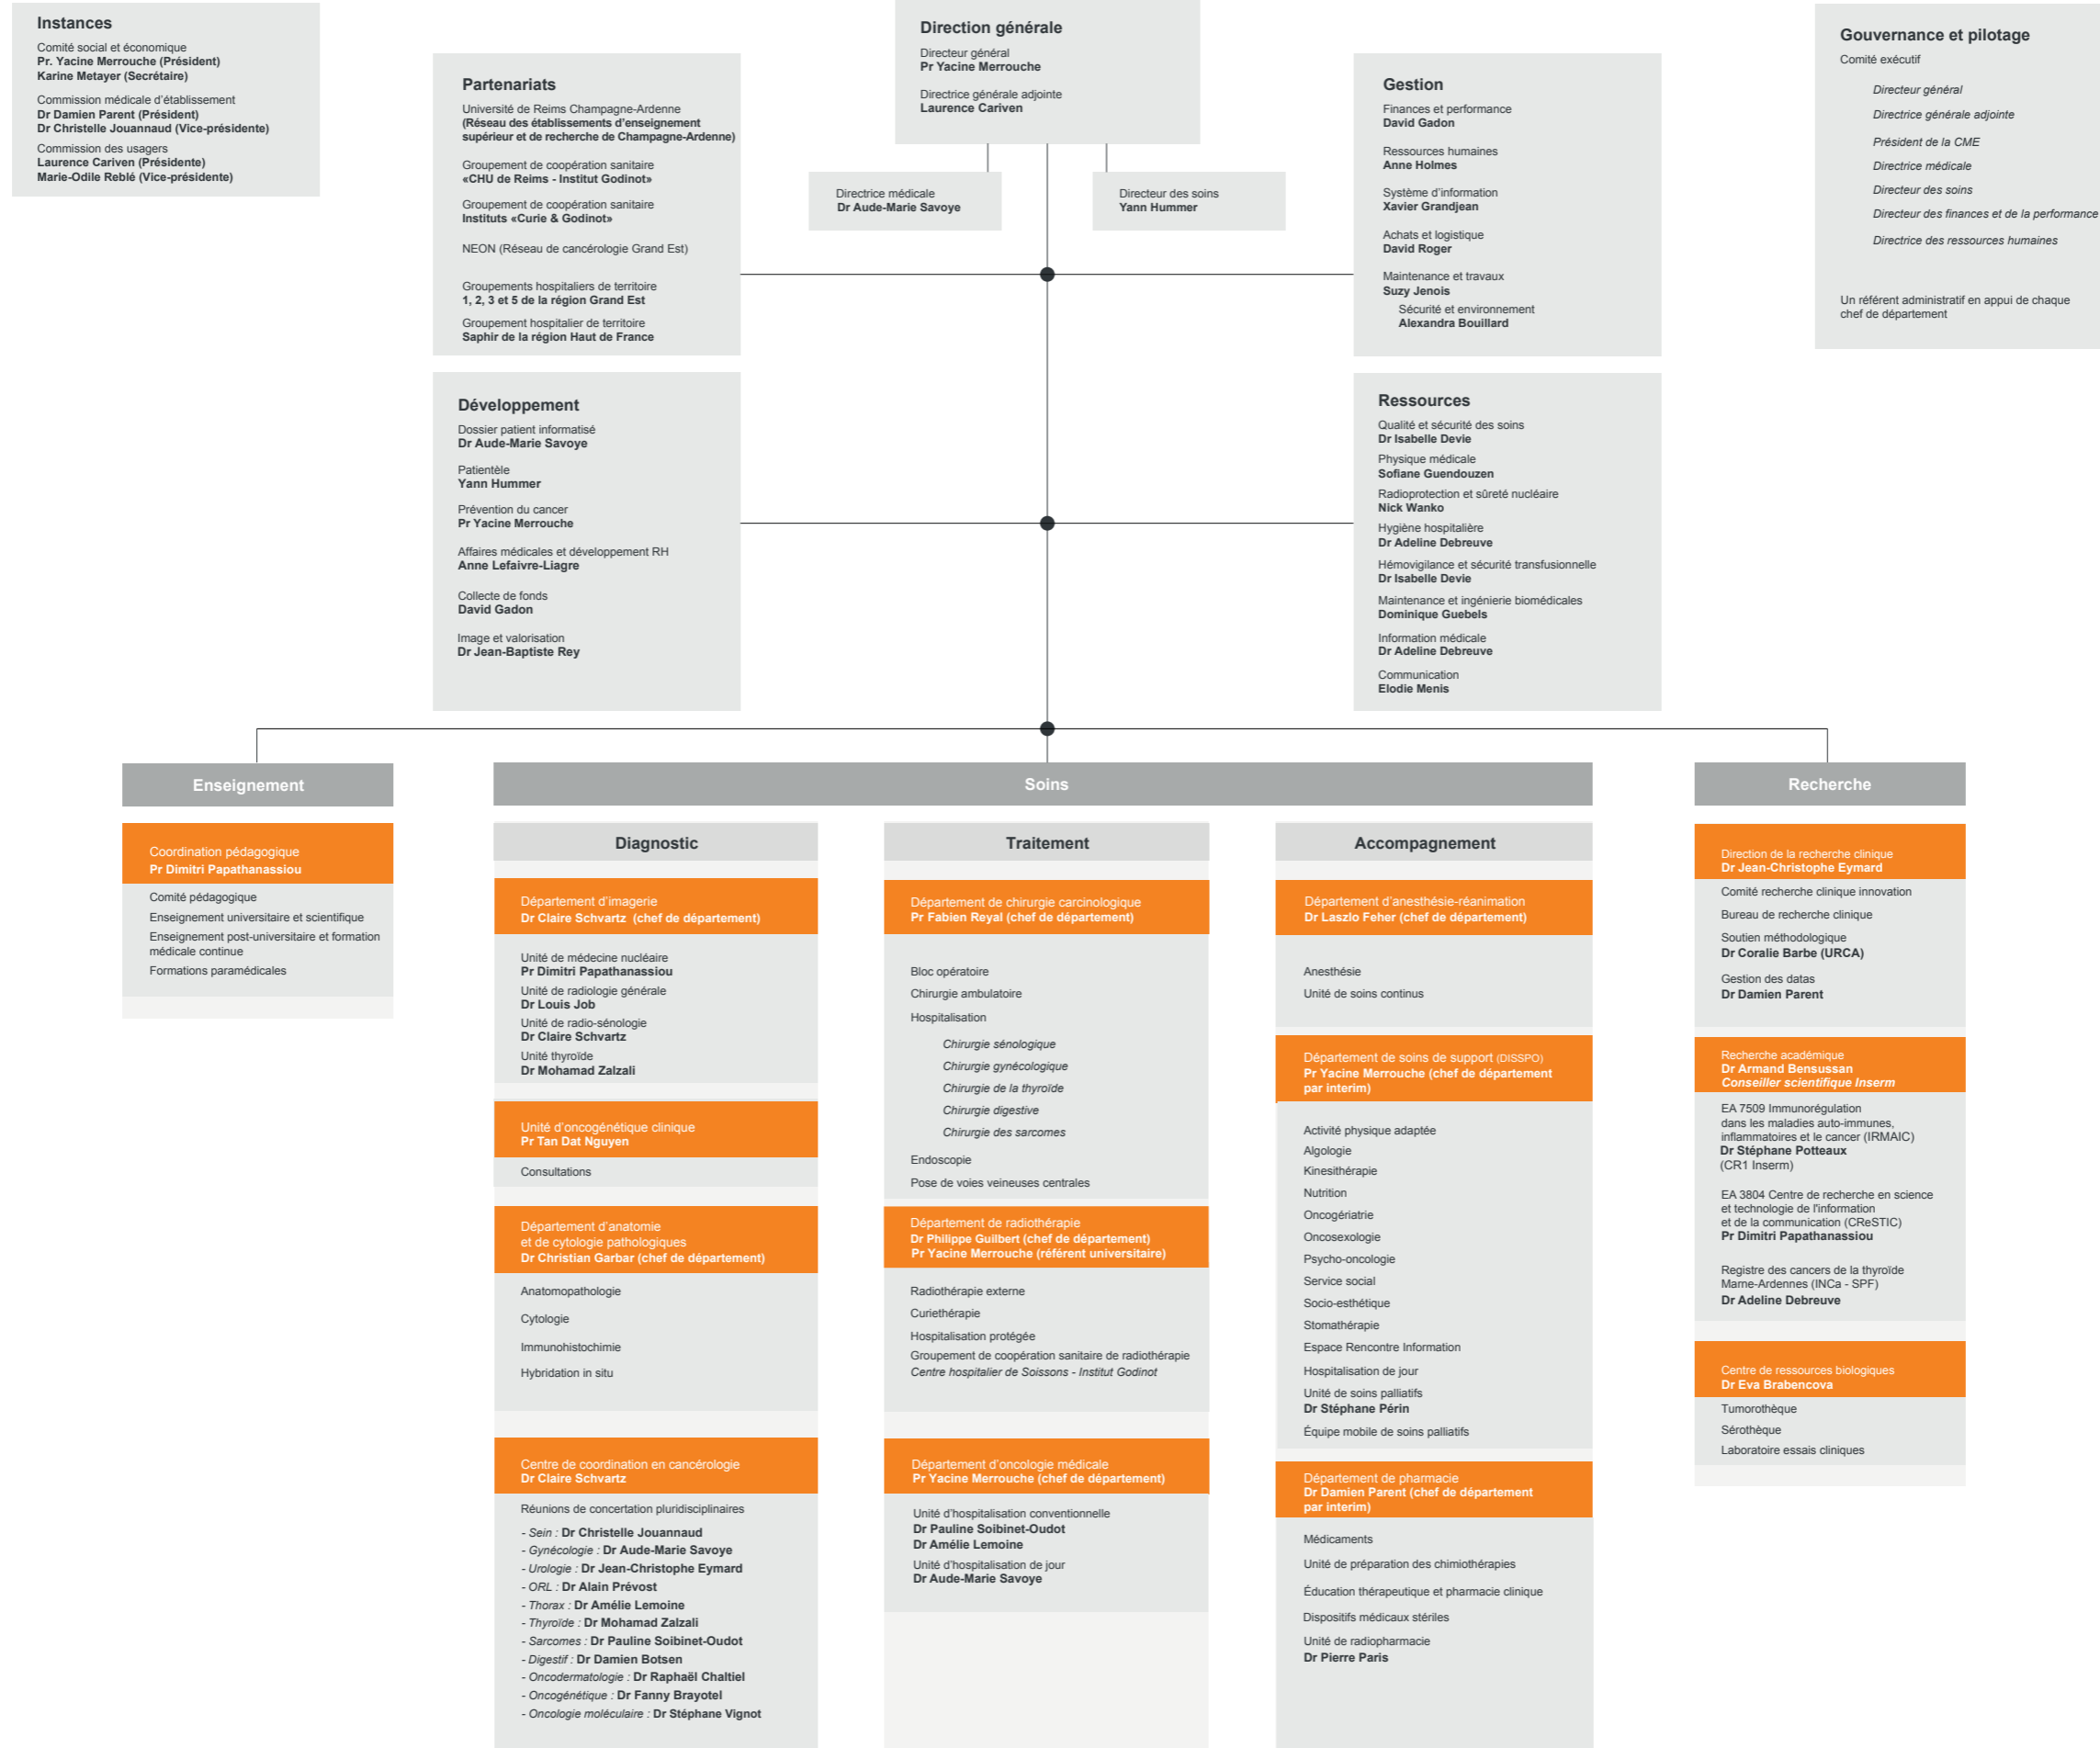 Instances
Comité social et économique
Pr. Yacine Merrouche (Président)
Karine Metayer (Secrétaire)
Commission médicale d'établissement
Dr Damien Parent (Président)
Dr Christelle Jouannaud (Vice-présidente)
Commission des usagers
Laurence Cariven (Présidente)
Marie-Odile Reblé (Vice-présidente)
Partenariats
Université de Reims Champagne-Ardenne
(Réseau des établissements d'enseignement
supérieur et de recherche de Champagne-Ardenne)
Groupement de coopération sanitaire
«CHU de Reims - Institut Godinot»
Groupement de coopération sanitaire
Instituts «Curie & Godinot»
NEON (Réseau de cancérologie Grand Est)
Groupements hospitaliers de territoire
1, 2, 3 et 5 de la région Grand Est
Groupement hospitalier de territoire
Saphir de la région Haut de France
Direction générale
Directeur général
Pr Yacine Merrouche
Directrice générale adjointe
Laurence Cariven
Directrice médicale
Dr Aude-Marie Savoye
Directeur des soins
Yann Hummer
Gestion
Finances et performance
David Gadon
Ressources humaines
Anne Holmes
Système d'information
Xavier Grandjean
Achats et logistique
David Roger
Maintenance et travaux
Suzy Jenois
Sécurité et environnement
Alexandra Bouillard
Gouvernance et pilotage
Comité exécutif
Directeur général
Directrice générale adjointe
Président de la CME
Directrice médicale
Directeur des soins
Directeur des finances et de la performance
Directrice des ressources humaines
Un référent administratif en appui de chaque
chef de département
Développement
Dossier patient informatisé
Dr Aude-Marie Savoye
Patientèle
Yann Hummer
Prévention du cancer
Pr Yacine Merrouche
Affaires médicales et développement RH
Anne Lefaivre-Liagre
Collecte de fonds
David Gadon
Image et valorisation
Dr Jean-Baptiste Rey
Ressources
Qualité et sécurité des soins
Dr Isabelle Devie
Physique médicale
Sofiane Guendouzen
Radioprotection et sûreté nucléaire
Nick Wanko
Hygiène hospitalière
Dr Adeline Debreuve
Hémovigilance et sécurité transfusionnelle
Dr Isabelle Devie
Maintenance et ingénierie biomédicales
Dominique Guebels
Information médicale
Dr Adeline Debreuve
Communication
Elodie Menis
Enseignement
Coordination pédagogique
Pr Dimitri Papathanassiou
Comité pédagogique
Enseignement universitaire et scientifique
Enseignement post-universitaire et formation
médicale continue
Formations paramédicales
Soins
Diagnostic
Département d'imagerie
Dr Claire Schvartz (chef de département)
Unité de médecine nucléaire
Pr Dimitri Papathanassiou
Unité de radiologie générale
Dr Louis Job
Unité de radio-sénologie
Dr Claire Schvartz
Unité thyroïde
Dr Mohamad Zalzali
Unité d'oncogénétique clinique
Pr Tan Dat Nguyen
Consultations
Département d'anatomie
et de cytologie pathologiques
Dr Christian Garbar (chef de département)
Anatomopathologie
Cytologie
Immunohistochimie
Hybridation in situ
Centre de coordination en cancérologie
Dr Claire Schvartz
Réunions de concertation pluridisciplinaires
- Sein : Dr Christelle Jouannaud
- Gynécologie : Dr Aude-Marie Savoye
- Urologie : Dr Jean-Christophe Eymard
- ORL : Dr Alain Prévost
- Thorax : Dr Amélie Lemoine
- Thyroïde : Dr Mohamad Zalzali
- Sarcomes : Dr Pauline Soibinet-Oudot
- Digestif : Dr Damien Botsen
- Oncodermatologie : Dr Raphaël Chaltiel
- Oncogénétique : Dr Fanny Brayotel
- Oncologie moléculaire : Dr Stéphane Vignot
Traitement
Département de chirurgie carcinologique
Pr Fabien Reyal (chef de département)
Bloc opératoire
Chirurgie ambulatoire
Hospitalisation
Chirurgie sénologique
Chirurgie gynécologique
Chirurgie de la thyroïde
Chirurgie digestive
Chirurgie des sarcomes
Endoscopie
Pose de voies veineuses centrales
Département de radiothérapie
Dr Philippe Guilbert (chef de département)
Pr Yacine Merrouche (référent universitaire)
Radiothérapie externe
Curiethérapie
Hospitalisation protégée
Groupement de coopération sanitaire de radiothérapie
Centre hospitalier de Soissons - Institut Godinot
Département d'oncologie médicale
Pr Yacine Merrouche (chef de département)
Unité d'hospitalisation conventionnelle
Dr Pauline Soibinet-Oudot
Dr Amélie Lemoine
Unité d'hospitalisation de jour
Dr Aude-Marie Savoye
Accompagnement
Département d'anesthésie-réanimation
Dr Laszlo Feher (chef de département)
Anesthésie
Unité de soins continus
Département de soins de support (DISSPO)
Pr Yacine Merrouche (chef de département
par interim)
Activité physique adaptée
Algologie
Kinesithérapie
Nutrition
Oncogériatrie
Oncosexologie
Psycho-oncologie
Service social
Socio-esthétique
Stomathérapie
Espace Rencontre Information
Hospitalisation de jour
Unité de soins palliatifs
Dr Stéphane Périn
Équipe mobile de soins palliatifs
Département de pharmacie
Dr Damien Parent (chef de département
par interim)
Médicaments
Unité de préparation des chimiothérapies
Éducation thérapeutique et pharmacie clinique
Dispositifs médicaux stériles
Unité de radiopharmacie
Dr Pierre Paris
Recherche
Direction de la recherche clinique
Dr Jean-Christophe Eymard
Comité recherche clinique innovation
Bureau de recherche clinique
Soutien méthodologique
Dr Coralie Barbe (URCA)
Gestion des datas
Dr Damien Parent
Recherche académique
Dr Armand Bensussan
Conseiller scientifique Inserm
EA 7509 Immunorégulation
dans les maladies auto-immunes,
inflammatoires et le cancer (IRMAIC)
Dr Stéphane Potteaux
(CR1 Inserm)
EA 3804 Centre de recherche en science
et technologie de l'information
et de la communication (CReSTIC)
Pr Dimitri Papathanassiou
Registre des cancers de la thyroïde
Marne-Ardennes (INCa - SPF)
Dr Adeline Debreuve
Centre de ressources biologiques
Dr Eva Brabencova
Tumorothèque
Sérothèque
Laboratoire essais cliniques